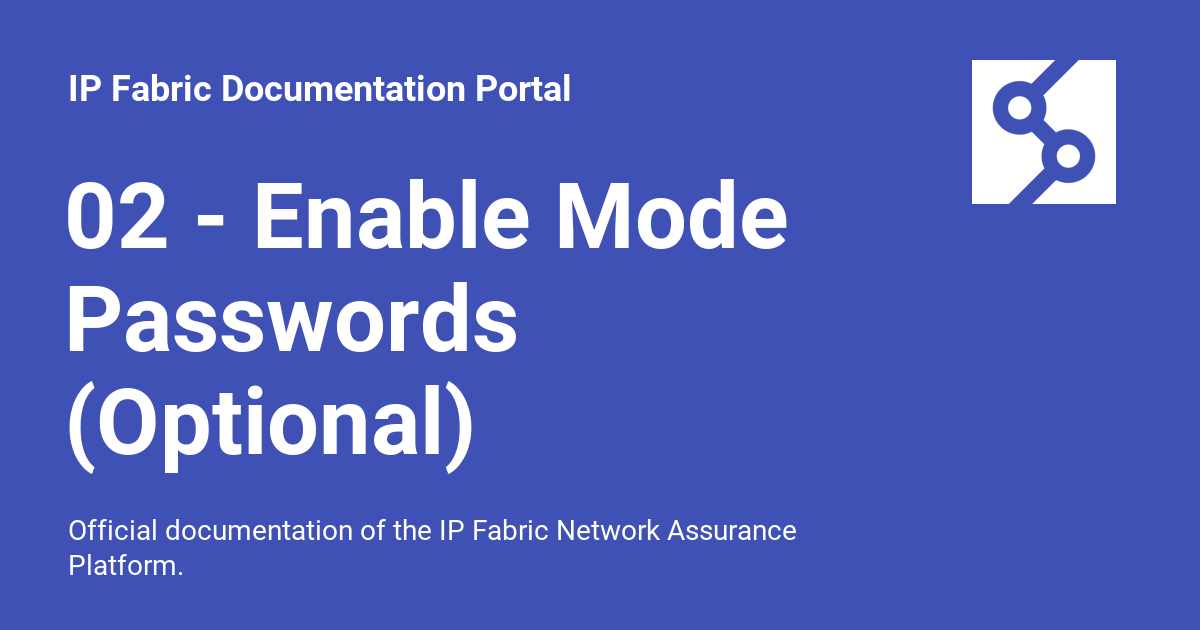 IP Fabric Documentation Portal
02 - Enable Mode
Passwords
(Optional)
Official documentation of the IP Fabric Network Assurance
Platform.